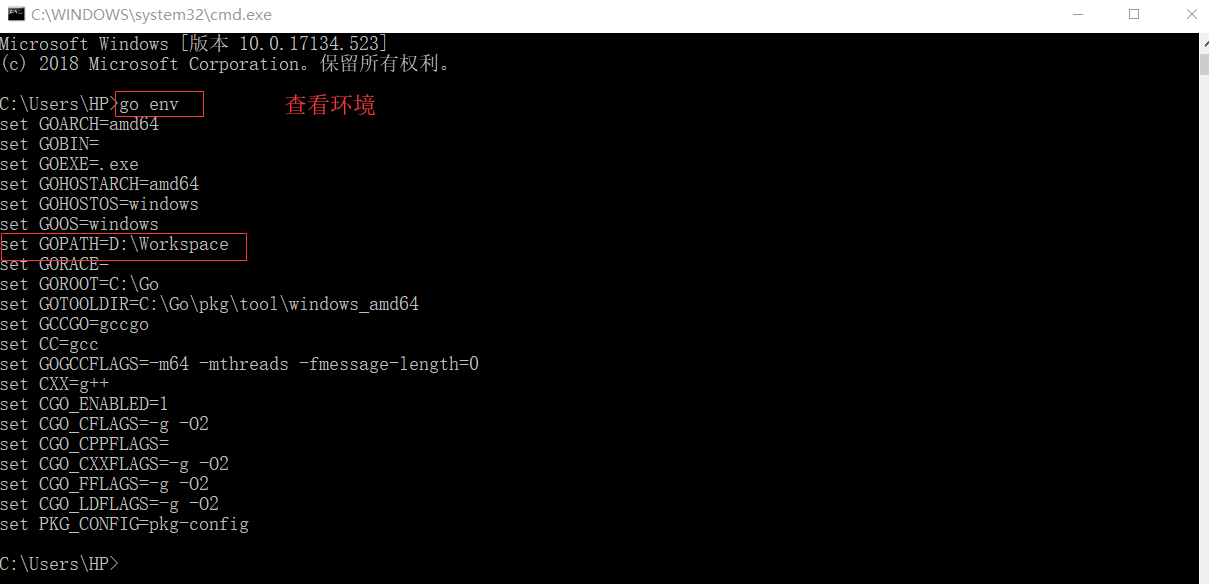 C:\WINDOWS\system32\cmd.exe
Microsoft Windows [版本 10.0.17134.523]
(c) 2018 Microsoft Corporation。保留所有权利。
C:\Users\HP>go env 查看环境
set GOARCH=amd64
set GOBIN=
set GOEXE=.exe
set GOHOSTARCH=amd64
set GOHOSTOS=windows
set GOOS=windows
set GOPATH=D:\Workspace
set GORACE=
set GOROOT=C:\Go
set GOTOOLDIR=C:\Go\pkg\tool\windows_amd64
set GCCGO=gccgo
set CC=gcc
set GOGCCFLAGS=-m64 -mthreads -fmessage-length=0
set CXX=g++
set CGO_ENABLED=1
set CGO_CFLAGS=-g -O2
set CGO_CPPFLAGS=
set CGO_CXXFLAGS=-g -O2
set CGO_FFLAGS=-g -O2
set CGO_LDFLAGS=-g -O2
set PKG_CONFIG=pkg-config
C:\Users\HP>